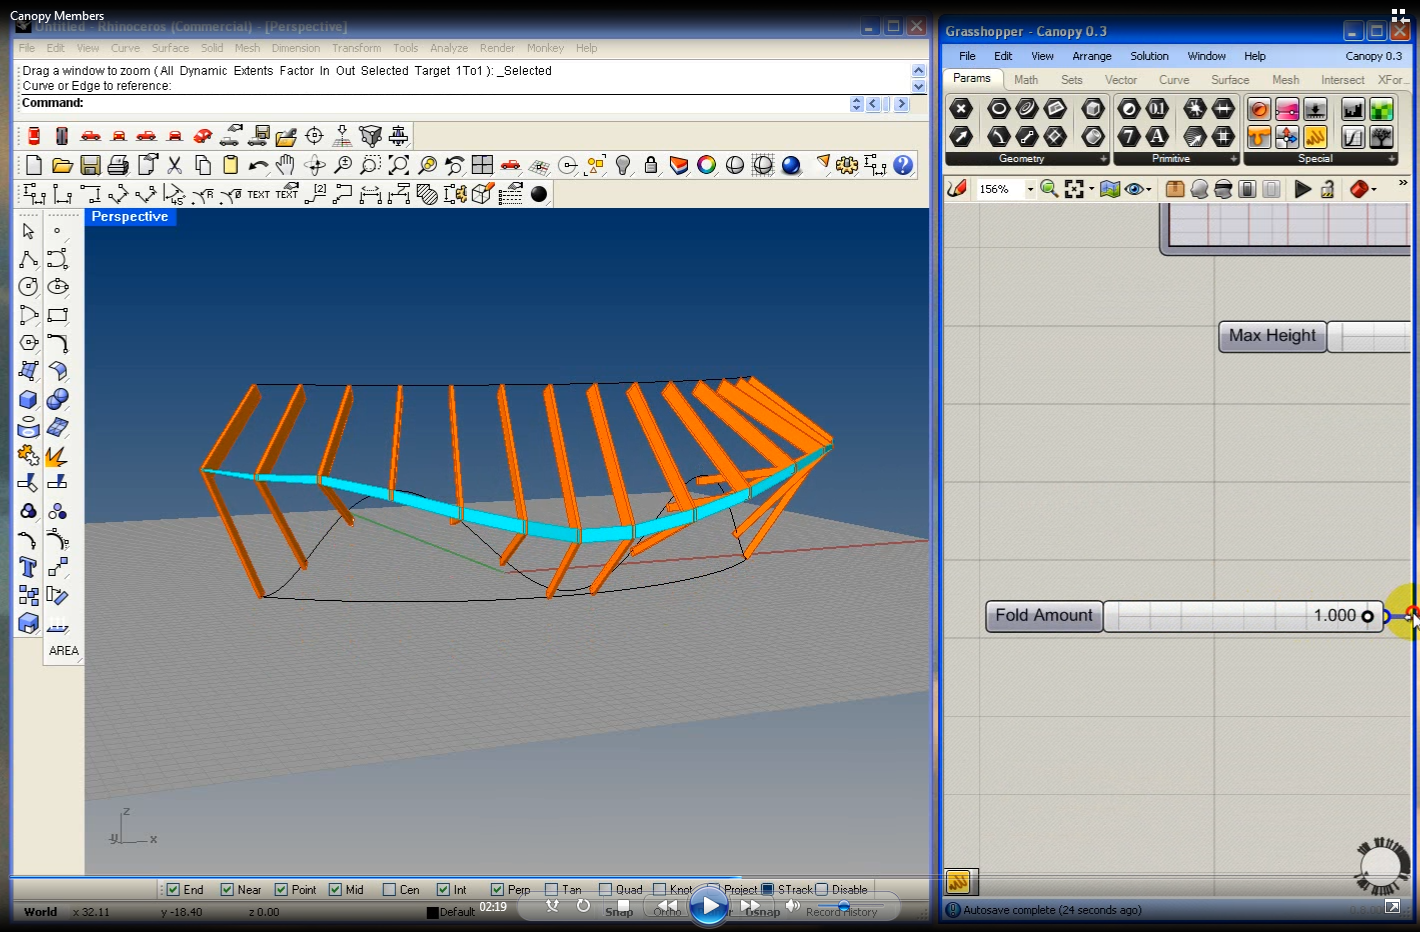 Canopy Members
Untitled - Rhinoceros (Commercial) - [Perspective]
File Edit View Curve Surface Solid Mesh Dimension Transform Tools Analyze Render Monkey Help
Drag a window to zoom ( All Dynamic Extents Factor In Out Selected Target 1To1 ): _Selected
Curve or Edge to reference:
Command:
TEXT TEXT
Perspective
AREA
z
y x
End Near Point Mid Cen Int Perp Tan Quad Knot Project STrack Disable
World x 32.11 y -18.40 z 0.00 Default 02:19 Snap Ortho Osnap Record History
Grasshopper - Canopy 0.3
File Edit View Arrange Solution Window Help Canopy 0.3
Params Math Sets Vector Curve Surface Mesh Intersect XFor...
Geometry Primitive Special
156%
Max Height
Fold Amount 1.000
Autosave complete (24 seconds ago)